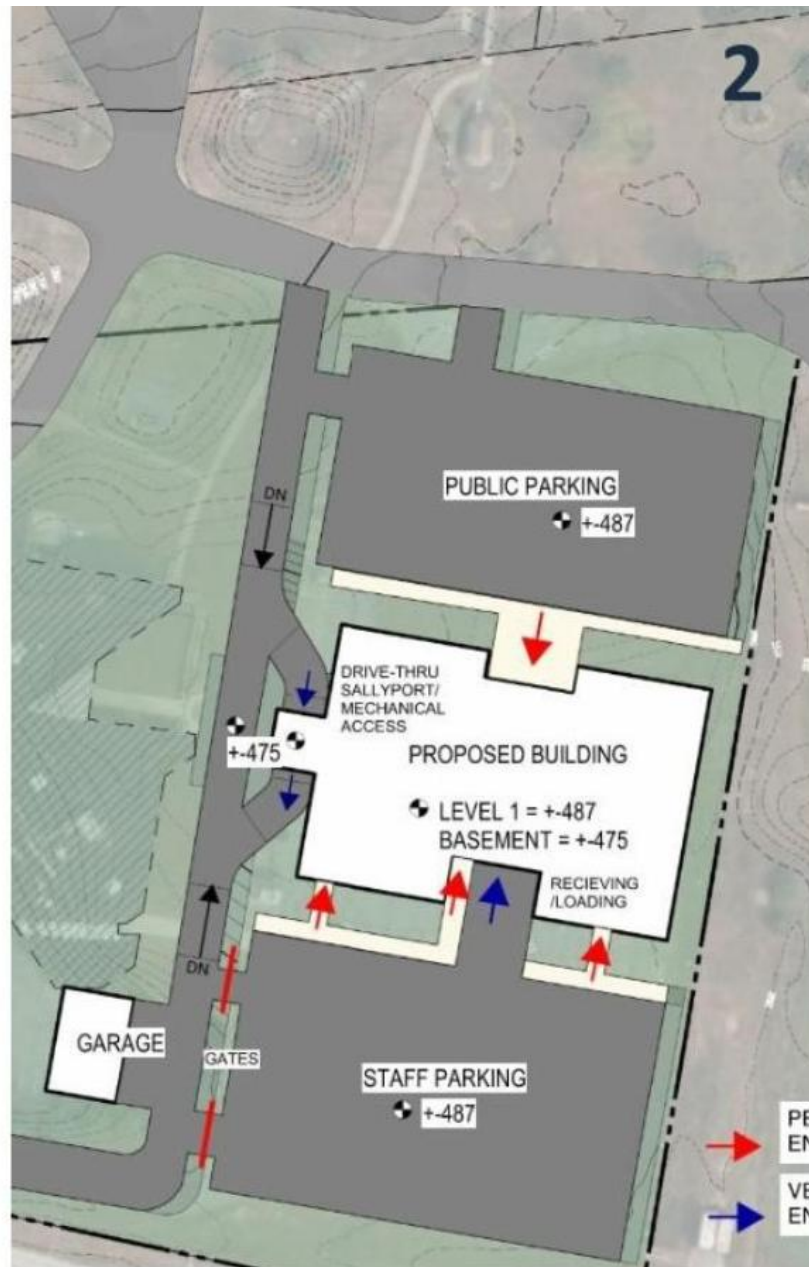 2
DN
PUBLIC PARKING
+-487
DRIVE-THRU
SALLYPORT/
MECHANICAL
ACCESS
+-475
PROPOSED BUILDING
LEVEL 1 = +-487
BASEMENT = +-475
RECIEVING
/LOADING
DN
GARAGE
GATES
STAFF PARKING
+-487
PE
EN
VE
EN